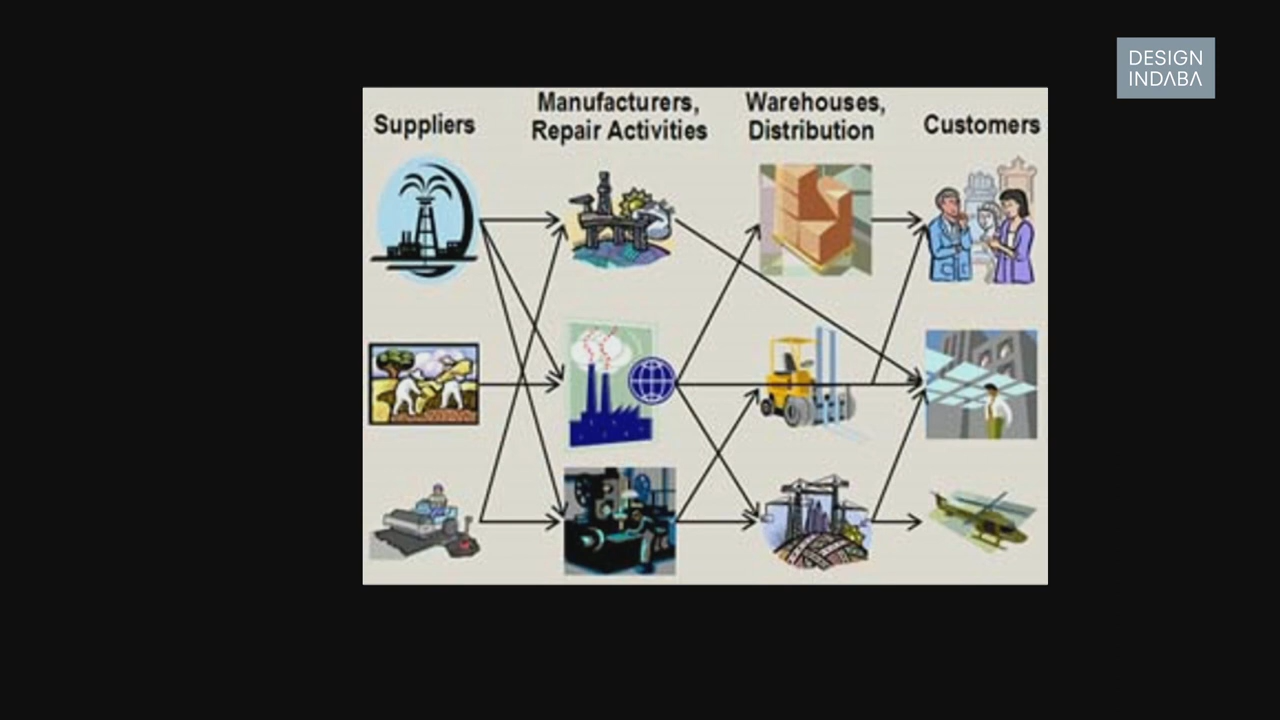 DESIGN
INDABA
Suppliers
Manufacturers,
Repair Activities
Warehouses,
Distribution
Customers